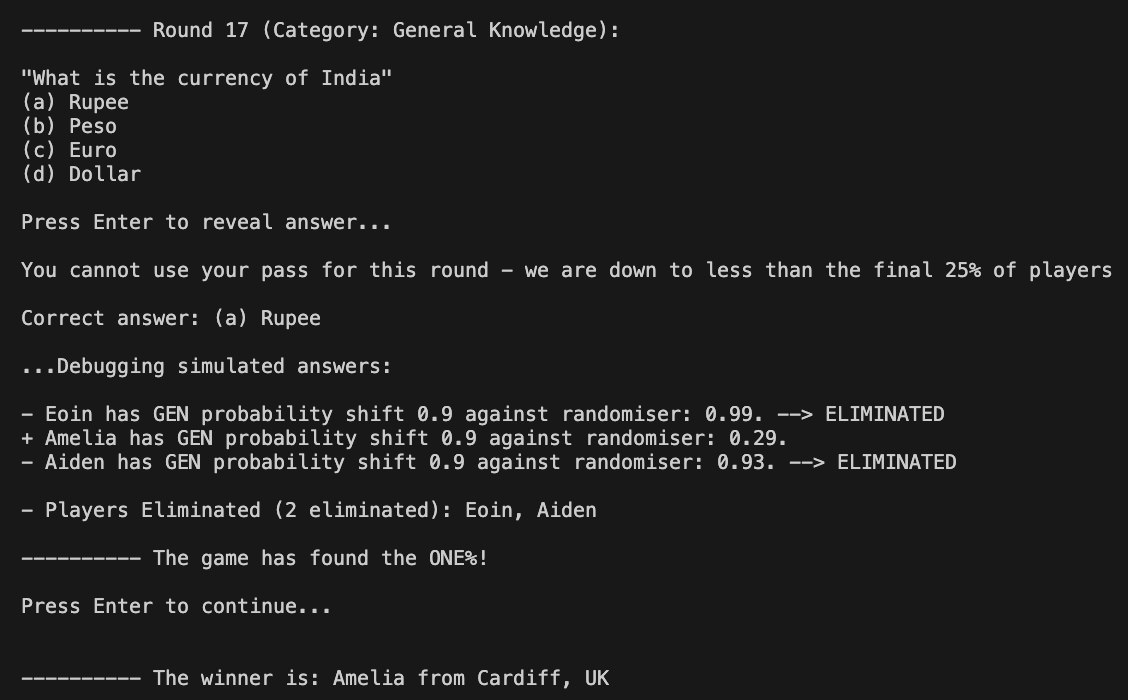 ---------- Round 17 (Category: General Knowledge):
"What is the currency of India"
(a) Rupee
(b) Peso
(c) Euro
(d) Dollar
Press Enter to reveal answer...
You cannot use your pass for this round - we are down to less than the final 25% of players
Correct answer: (a) Rupee
...Debugging simulated answers:
- Eoin has GEN probability shift 0.9 against randomiser: 0.99. --> ELIMINATED
+ Amelia has GEN probability shift 0.9 against randomiser: 0.29.
- Aiden has GEN probability shift 0.9 against randomiser: 0.93. --> ELIMINATED
- Players Eliminated (2 eliminated): Eoin, Aiden
---------- The game has found the ONE%!
Press Enter to continue...
---------- The winner is: Amelia from Cardiff, UK